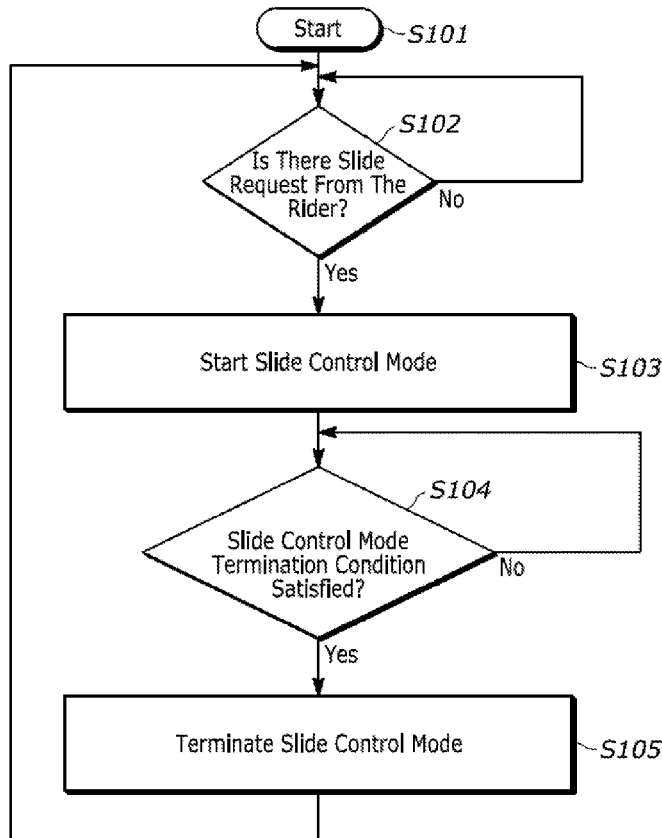 Start
S101
S102
Is There Slide
Request From The
Rider?
No
Yes
Start Slide Control Mode
S103
S104
Slide Control Mode
Termination Condition
Satisfied?
No
Yes
Terminate Slide Control Mode
S105